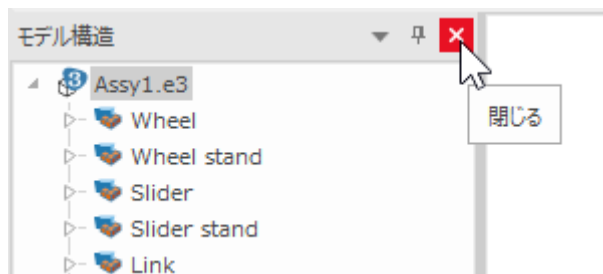 モデル構造
Assy1.e3
閉じる
Wheel
Wheel stand
Slider
Slider stand
Link